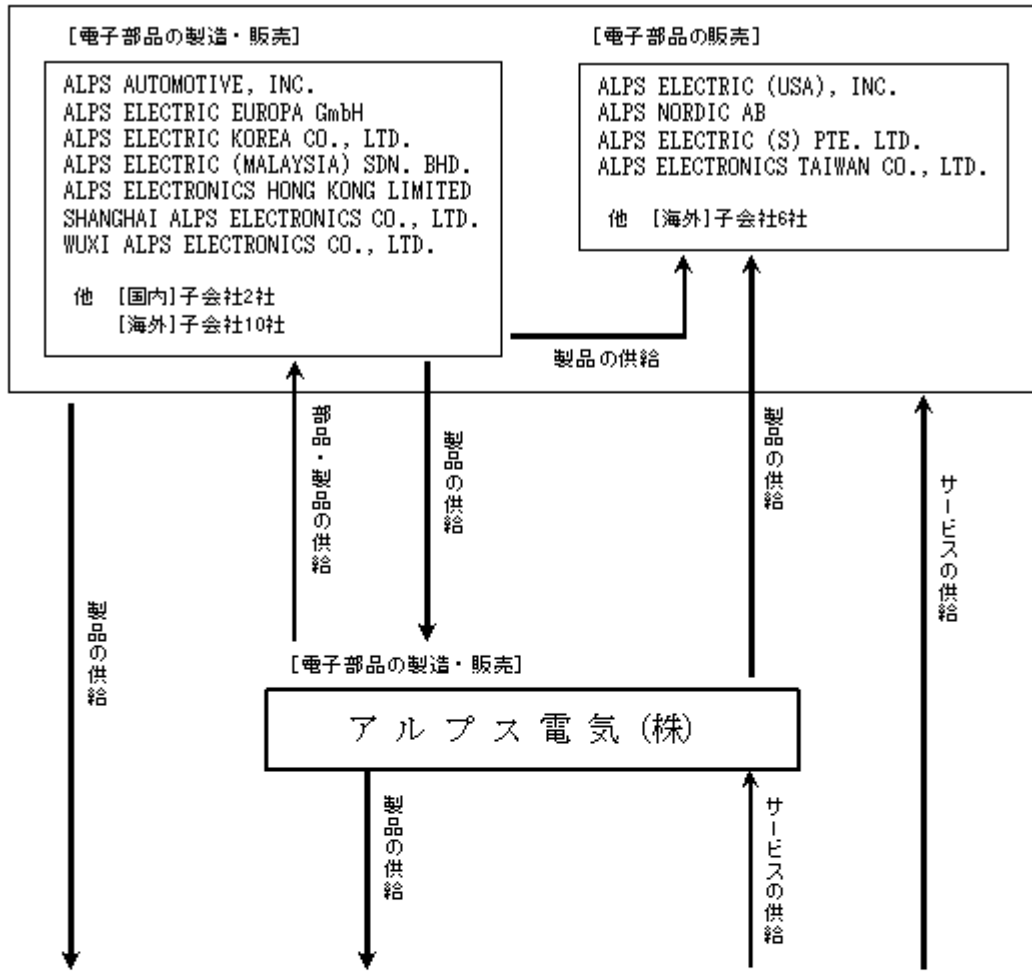 [電子部品の製造・販売]
ALPS AUTOMOTIVE, INC.
ALPS ELECTRIC EUROPA GmbH
ALPS ELECTRIC KOREA CO., LTD.
ALPS ELECTRIC (MALAYSIA) SDN. BHD.
ALPS ELECTRONICS HONG KONG LIMITED
SHANGHAI ALPS ELECTRONICS CO., LTD.
WUXI ALPS ELECTRONICS CO., LTD.
他 [国内]子会社2社
[海外]子会社10社
[電子部品の販売]
ALPS ELECTRIC (USA), INC.
ALPS NORDIC AB
ALPS ELECTRIC (S) PTE. LTD.
ALPS ELECTRONICS TAIWAN CO., LTD.
他 [海外]子会社6社
製品の供給
部品・製品の供給
製品の供給
製品の供給
サービスの供給
製品の供給
[電子部品の製造・販売]
アルプス電気(株)
製品の供給
サービスの供給